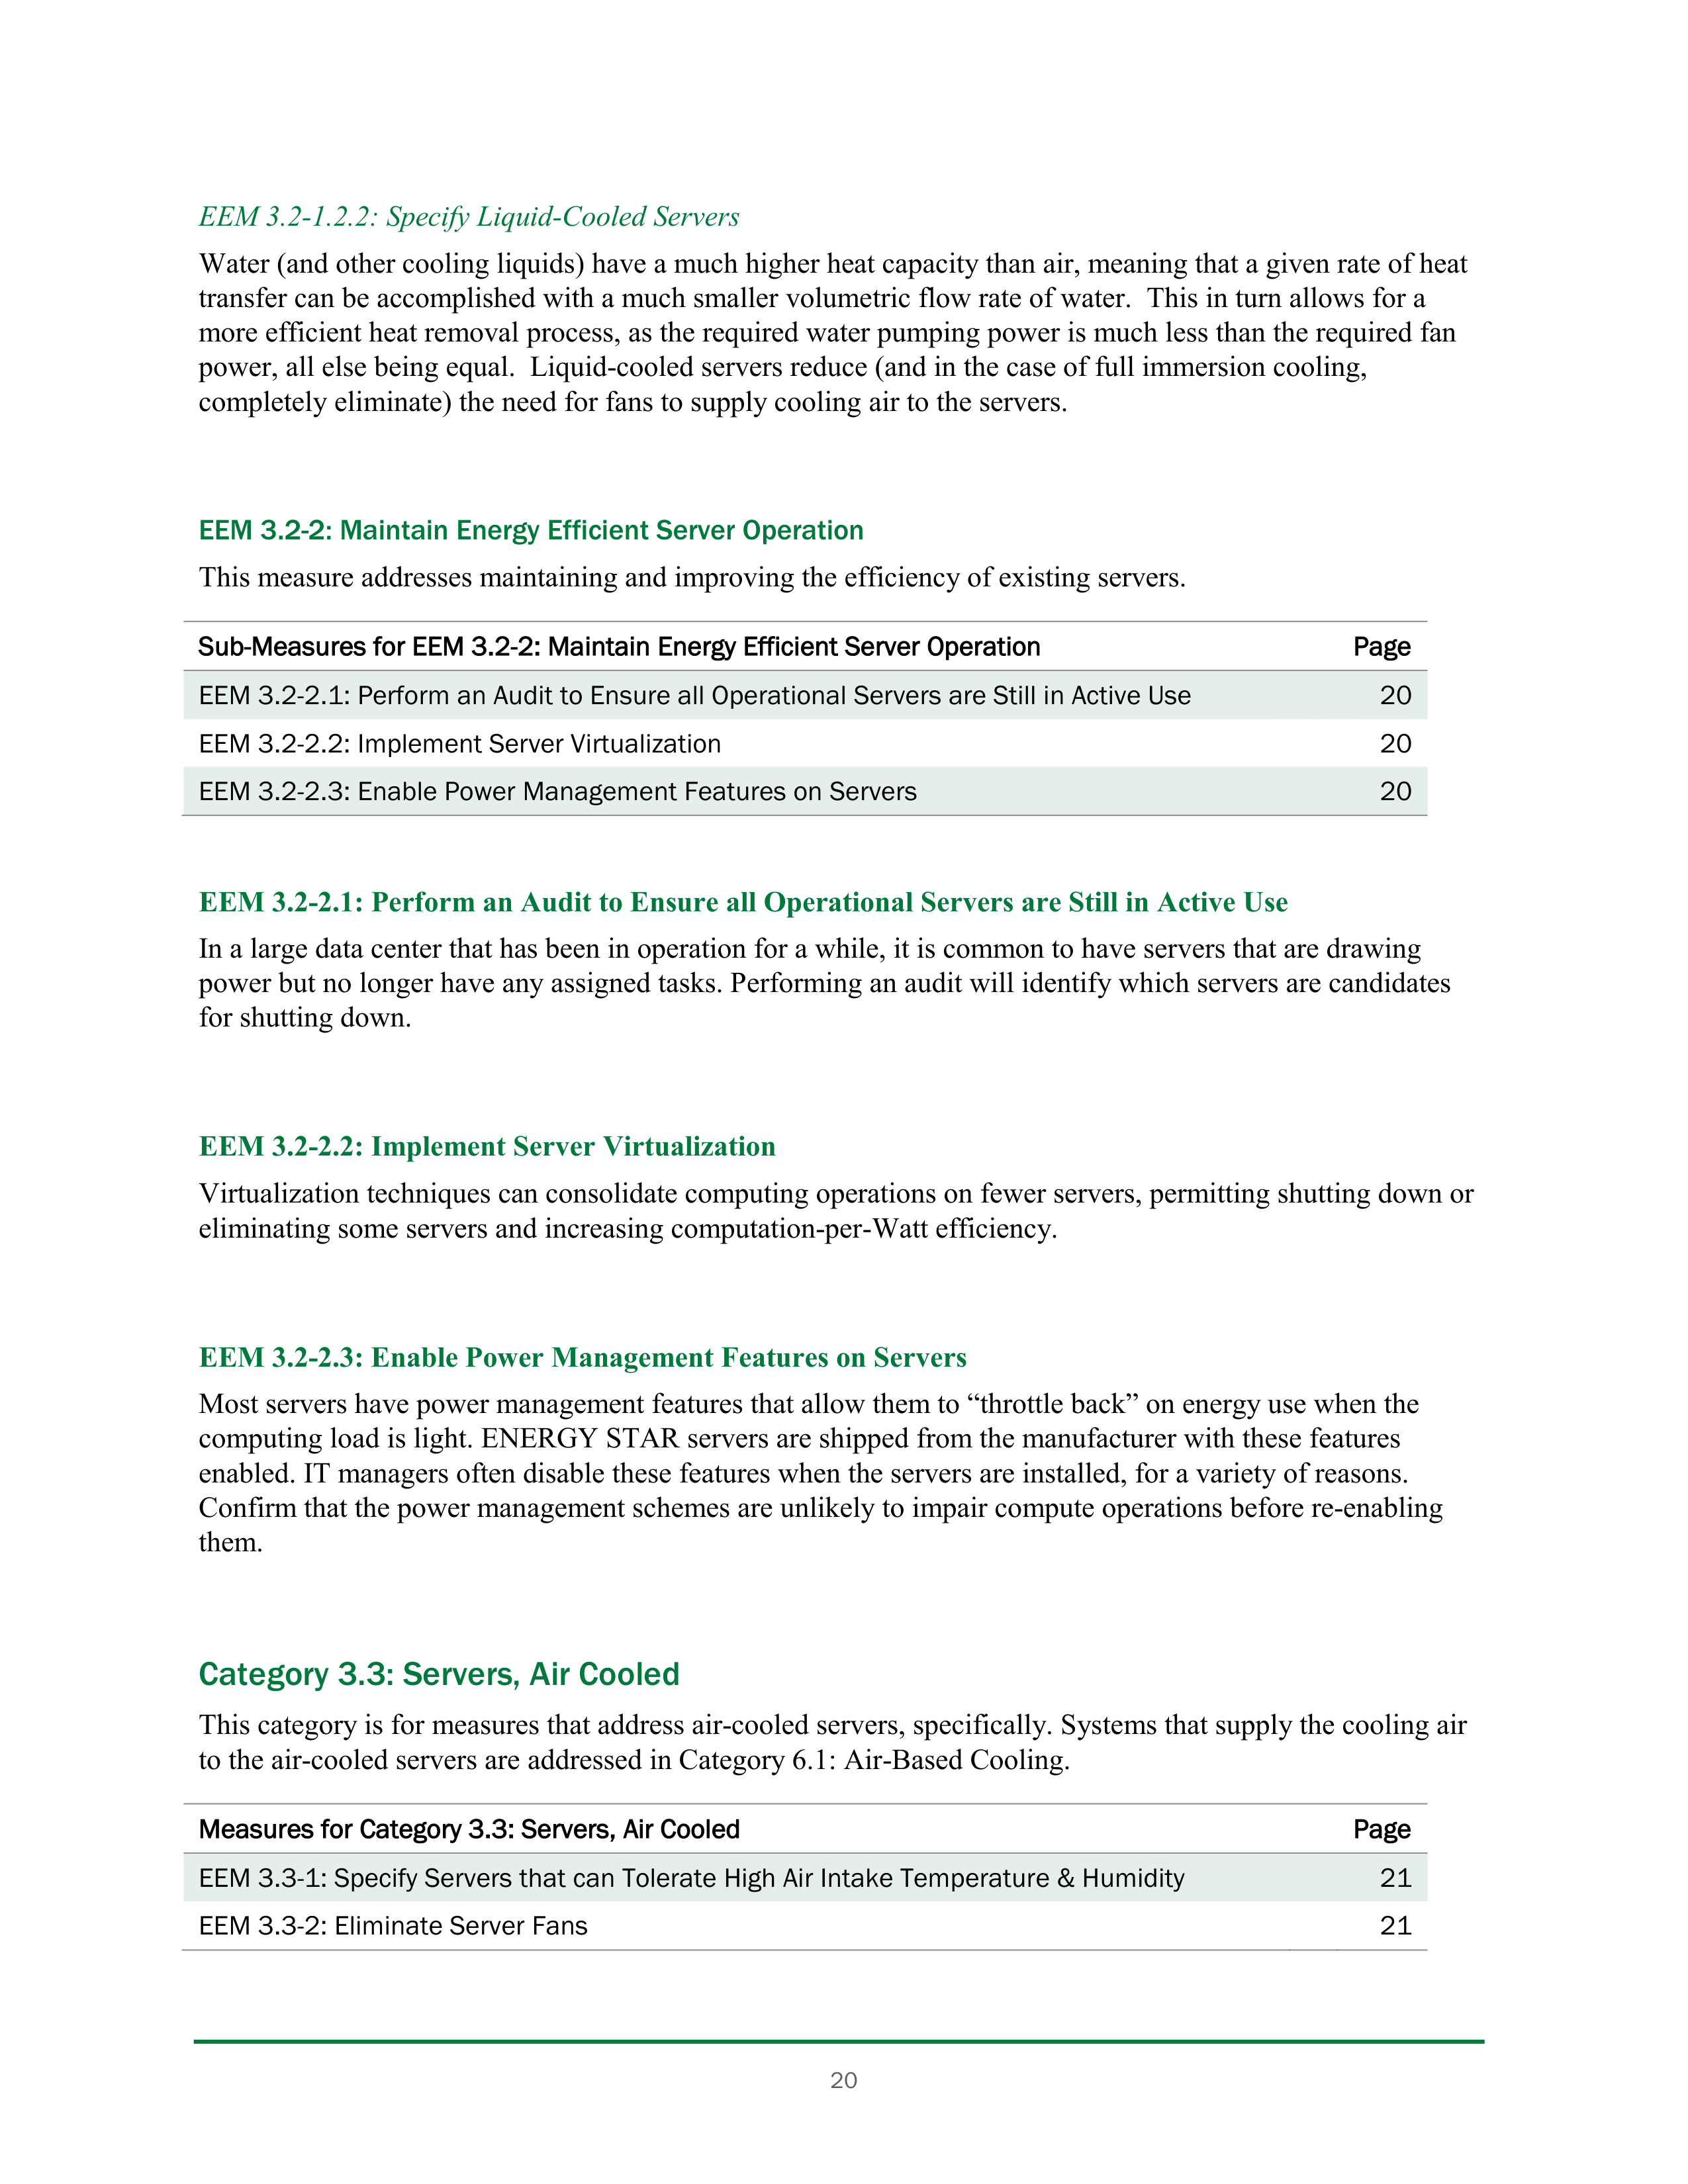 EEM 3.2-1.2.2: Specify Liquid-Cooled Servers
Water (and other cooling liquids) have a much higher heat capacity than air, meaning that a given rate of heat
transfer can be accomplished with a much smaller volumetric flow rate of water.  This in turn allows for a
more efficient heat removal process, as the required water pumping power is much less than the required fan
power, all else being equal.  Liquid-cooled servers reduce (and in the case of full immersion cooling,
completely eliminate) the need for fans to supply cooling air to the servers.
EEM 3.2-2: Maintain Energy Efficient Server Operation
This measure addresses maintaining and improving the efficiency of existing servers.
Sub-Measures for EEM 3.2-2: Maintain Energy Efficient Server Operation Page
EEM 3.2-2.1: Perform an Audit to Ensure all Operational Servers are Still in Active Use 20
EEM 3.2-2.2: Implement Server Virtualization 20
EEM 3.2-2.3: Enable Power Management Features on Servers 20
EEM 3.2-2.1: Perform an Audit to Ensure all Operational Servers are Still in Active Use
In a large data center that has been in operation for a while, it is common to have servers that are drawing
power but no longer have any assigned tasks. Performing an audit will identify which servers are candidates
for shutting down.
EEM 3.2-2.2: Implement Server Virtualization
Virtualization techniques can consolidate computing operations on fewer servers, permitting shutting down or
eliminating some servers and increasing computation-per-Watt efficiency.
EEM 3.2-2.3: Enable Power Management Features on Servers
Most servers have power management features that allow them to “throttle back” on energy use when the
computing load is light. ENERGY STAR servers are shipped from the manufacturer with these features
enabled. IT managers often disable these features when the servers are installed, for a variety of reasons.
Confirm that the power management schemes are unlikely to impair compute operations before re-enabling
them.
Category 3.3: Servers, Air Cooled
This category is for measures that address air-cooled servers, specifically. Systems that supply the cooling air
to the air-cooled servers are addressed in Category 6.1: Air-Based Cooling.
Measures for Category 3.3: Servers, Air Cooled Page
EEM 3.3-1: Specify Servers that can Tolerate High Air Intake Temperature & Humidity 21
EEM 3.3-2: Eliminate Server Fans 21
20